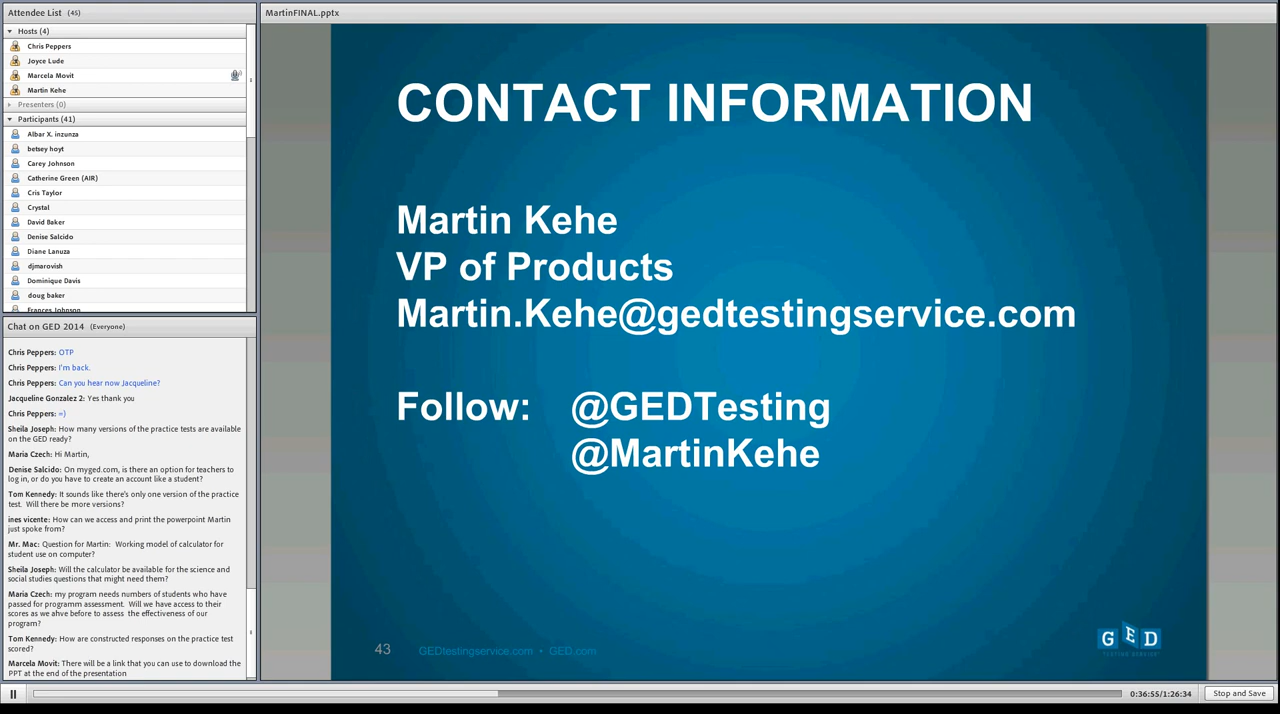 Attendee List (45)
Hosts (4)
Chris Peppers
Joyce Lude
Marcela Movit
Martin Kehe
Presenters (0)
Participants (41)
Albar X. inzunza
betsey hoyt
Carey Johnson
Catherine Green (AIR)
Cris Taylor
Crystal
David Baker
Denise Salcido
Diane Lanuza
djmarovish
Dominique Davis
doug baker
Frances Johnson
Chat on GED 2014 (Everyone)
Chris Peppers: OTP
Chris Peppers: I'm back.
Chris Peppers: Can you hear now Jacqueline?
Jacqueline Gonzalez 2: Yes thank you
Chris Peppers: =)
Sheila Joseph: How many versions of the practice tests are available
on the GED ready?
Maria Czech: Hi Martin,
Denise Salcido: On myged.com, is there an option for teachers to
log in, or do you have to create an account like a student?
Tom Kennedy: It sounds like there's only one version of the practice
test. Will there be more versions?
ines vicente: How can we access and print the powerpoint Martin
just spoke from?
Mr. Mac: Question for Martin: Working model of calculator for
student use on computer?
Sheila Joseph: Will the calculator be available for the science and
social studies questions that might need them?
Maria Czech: my program needs numbers of students who have
passed for programm assessment. Will we have access to their
scores as we ahve before to assess the effectiveness of our
program?
Tom Kennedy: How are constructed responses on the practice test
scored?
Marcela Movit: There will be a link that you can use to download the
PPT at the end of the presentation
MartinFINAL.pptx
CONTACT INFORMATION
Martin Kehe
VP of Products
Martin.Kehe@gedtestingservice.com
Follow: @GEDTesting
@MartinKehe
43
GEDtestingservice.com • GED.com
GED
TESTING SERVICE
0:36:55/1:26:34
Stop and Save